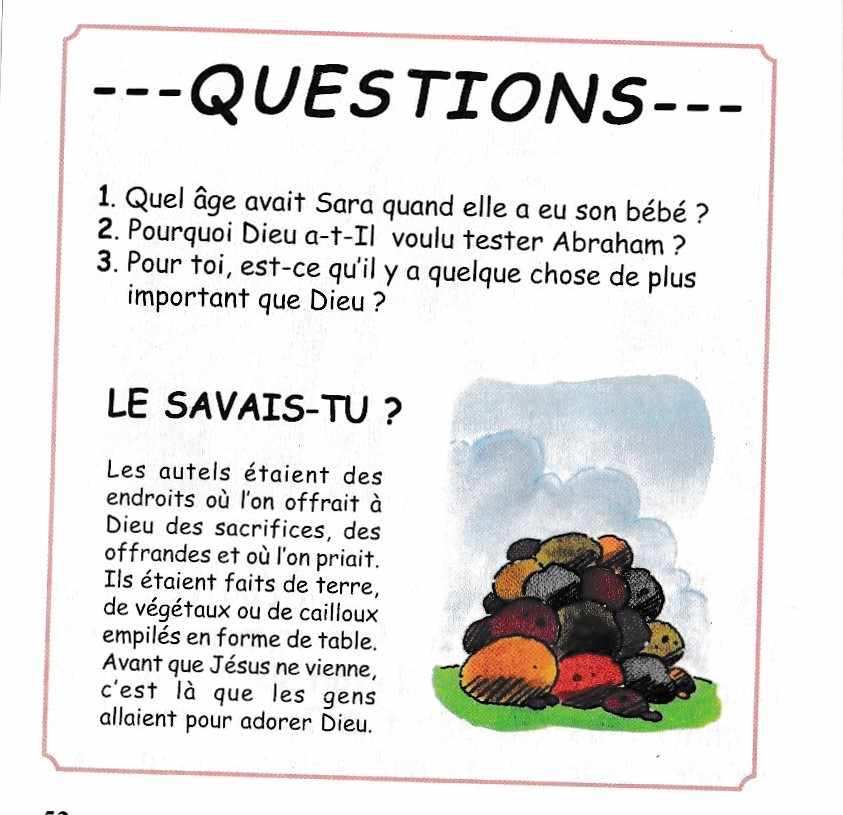 ---QUESTIONS---
1. Quel âge avait Sara quand elle a eu son bébé ?
2. Pourquoi Dieu a-t-Il voulu tester Abraham ?
3. Pour toi, est-ce qu'il y a quelque chose de plus
important que Dieu ?
LE SAVAIS-TU ?
Les autels étaient des
endroits où l'on offrait à
Dieu des sacrifices, des
offrandes et où l'on priait.
Ils étaient faits de terre,
de végétaux ou de cailloux
empilés en forme de table.
Avant que Jésus ne vienne,
c'est là que les gens
allaient pour adorer Dieu.